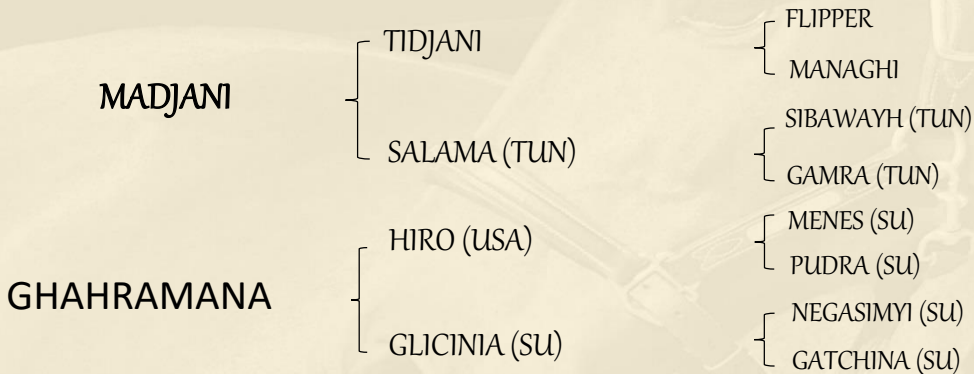 FLIPPER
TIDJANI
MANAGHI
MADJANI
SIBAWAYH (TUN)
SALAMA (TUN)
GAMRA (TUN)
MENES (SU)
HIRO (USA)
PUDRA (SU)
GHAHRAMANA
NEGASIMYI (SU)
GLICINIA (SU)
GATCHINA (SU)